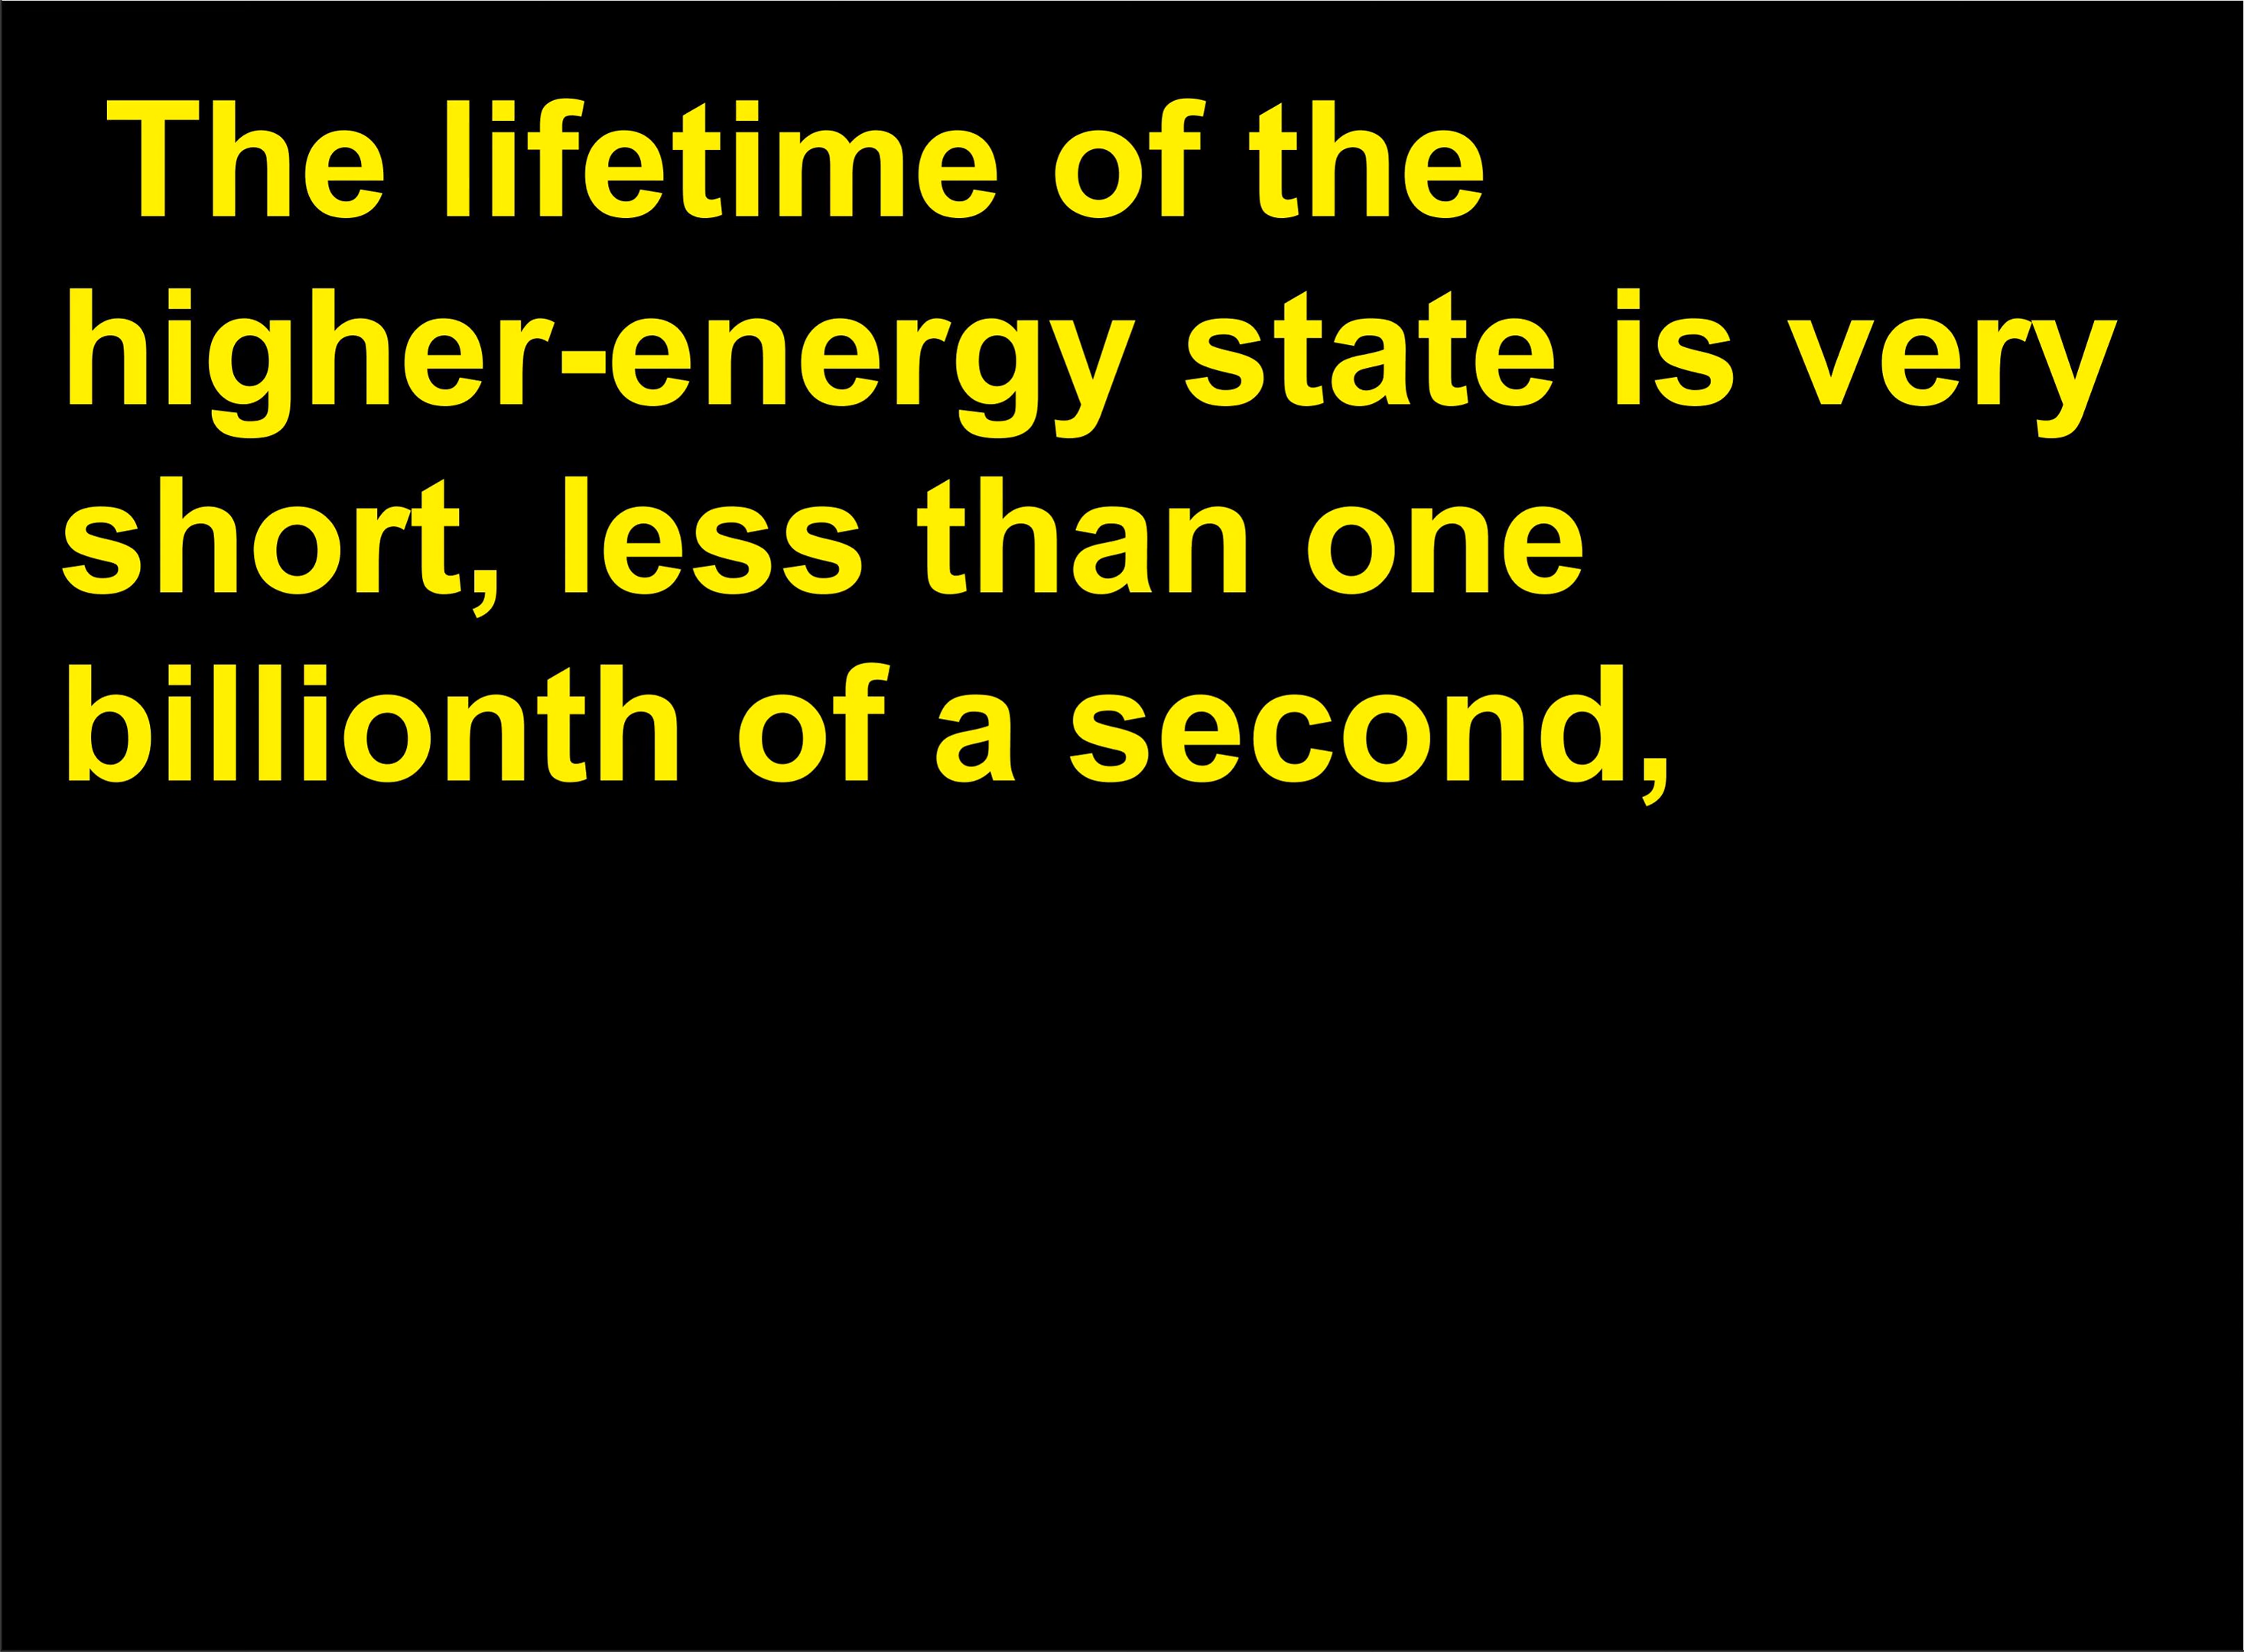 The lifetime of the
higher-energy state is very
short, less than one
billionth of a second,